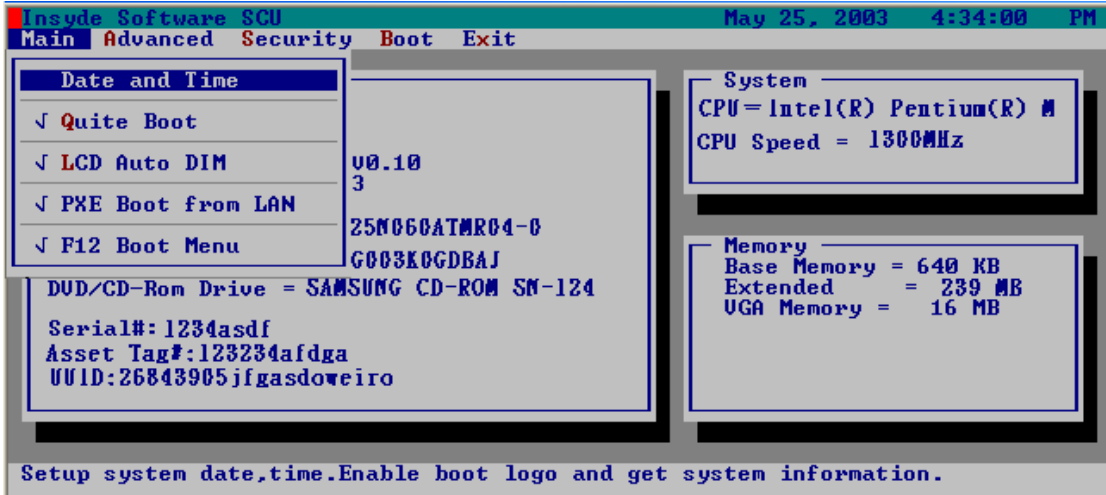 Insyde Software SCU May 25, 2003 4:34:00 PM
Main Advanced Security Boot Exit
Date and Time
√ Quite Boot
√ LCD Auto DIM
√ PXE Boot from LAN
√ F12 Boot Menu
v0.10
3
25N060ATMR04-0
G003K0GDBAJ
DVD/CD-Rom Drive = SAMSUNG CD-ROM SN-124
Serial#:1234asdf
Asset Tag#:123234afdga
UUID:26843905jfgasdoweiro
System
CPU=Intel(R) Pentium(R) M
CPU Speed = 1300MHz
Memory
Base Memory = 640 KB
Extended = 239 MB
VGA Memory = 16 MB
Setup system date,time.Enable boot logo and get system information.